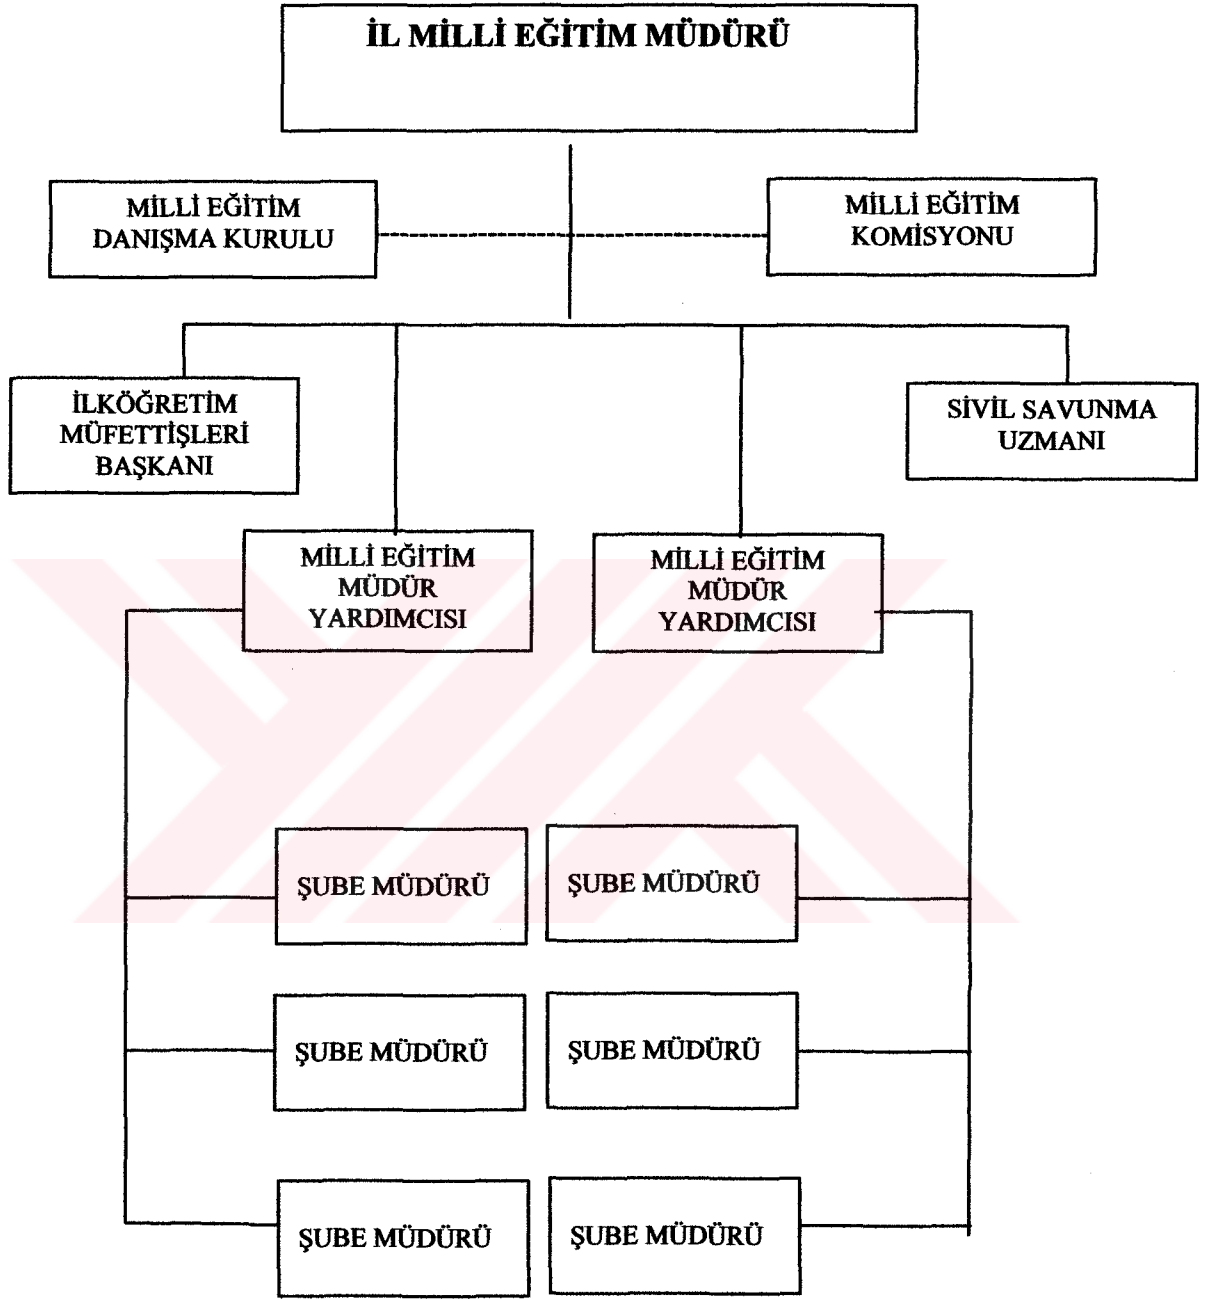 İL MİLLİ EĞİTİM MÜDÜRÜ
MİLLİ EĞİTİM
DANIŞMA KURULU
MİLLİ EĞİTİM
KOMİSYONU
İLKÖĞRETİM
MÜFETTİŞLERİ
BAŞKANI
SİVİL SAVUNMA
UZMANI
MİLLİ EĞİTİM
MÜDÜR
YARDIMCISI
MİLLİ EĞİTİM
MÜDÜR
YARDIMCISI
ŞUBE MÜDÜRÜ
ŞUBE MÜDÜRÜ
ŞUBE MÜDÜRÜ
ŞUBE MÜDÜRÜ
ŞUBE MÜDÜRÜ
ŞUBE MÜDÜRÜ